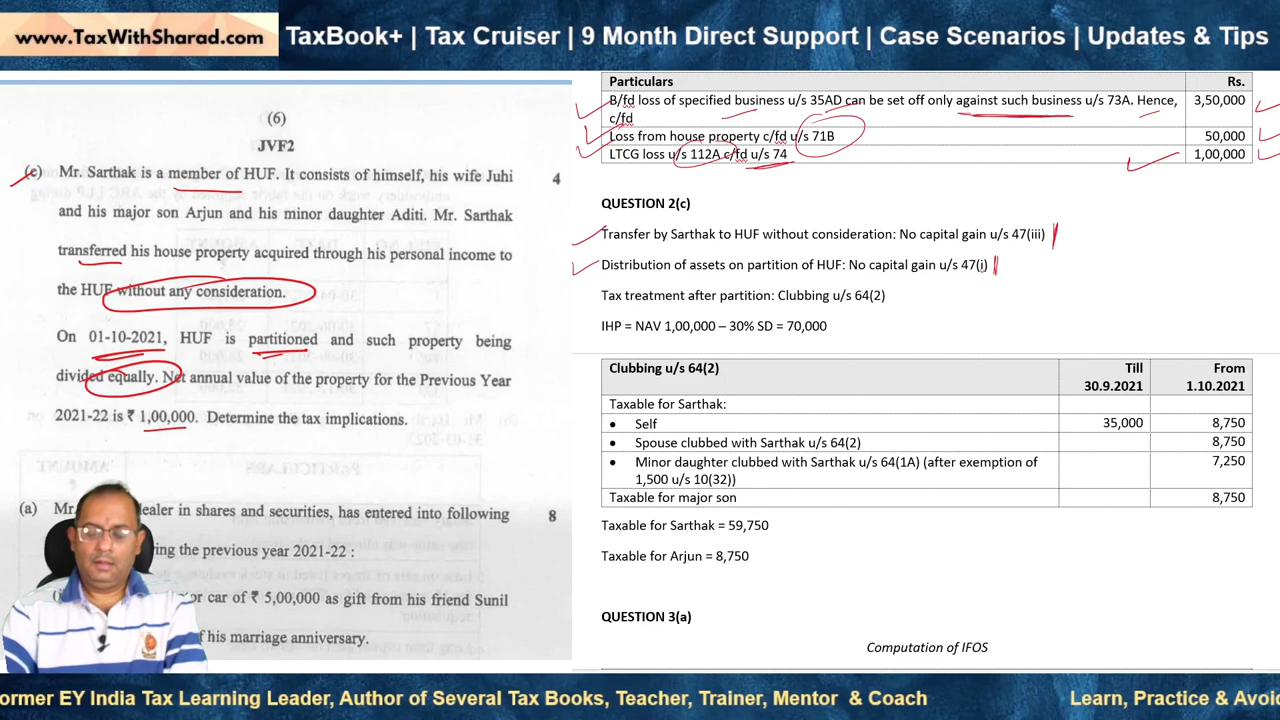 www.TaxWithSharad.com
TaxBook+ | Tax Cruiser | 9 Month Direct Support | Case Scenarios | Updates & Tips
(6)
JVF2
(c) Mr. Sarthak is a member of HUF. It consists of himself, his wife Juhi 4
and his major son Arjun and his minor daughter Aditi. Mr. Sarthak
transferred his house property acquired through his personal income to
the HUF without any consideration.
On 01-10-2021, HUF is partitioned and such property being
divided equally. Net annual value of the property for the Previous Year
2021-22 is ₹ 1,00,000. Determine the tax implications.
(a) Mr. ealer in shares and securities, has entered into following 8
ring the previous year 2021-22 :
or car of ₹ 5,00,000 as gift from his friend Sunil
f his marriage anniversary.
Particulars Rs.
B/fd loss of specified business u/s 35AD can be set off only against such business u/s 73A. Hence, 3,50,000
c/fd
Loss from house property c/fd u/s 71B 50,000
LTCG loss u/s 112A c/fd u/s 74 1,00,000
QUESTION 2(c)
Transfer by Sarthak to HUF without consideration: No capital gain u/s 47(iii)
Distribution of assets on partition of HUF: No capital gain u/s 47(i)
Tax treatment after partition: Clubbing u/s 64(2)
IHP = NAV 1,00,000 – 30% SD = 70,000
Clubbing u/s 64(2) Till From
30.9.2021 1.10.2021
Taxable for Sarthak:
• Self 35,000 8,750
• Spouse clubbed with Sarthak u/s 64(2) 8,750
• Minor daughter clubbed with Sarthak u/s 64(1A) (after exemption of 7,250
1,500 u/s 10(32))
Taxable for major son 8,750
Taxable for Sarthak = 59,750
Taxable for Arjun = 8,750
QUESTION 3(a)
Computation of IFOS
ormer EY India Tax Learning Leader, Author of Several Tax Books, Teacher, Trainer, Mentor & Coach Learn, Practice & Avoi